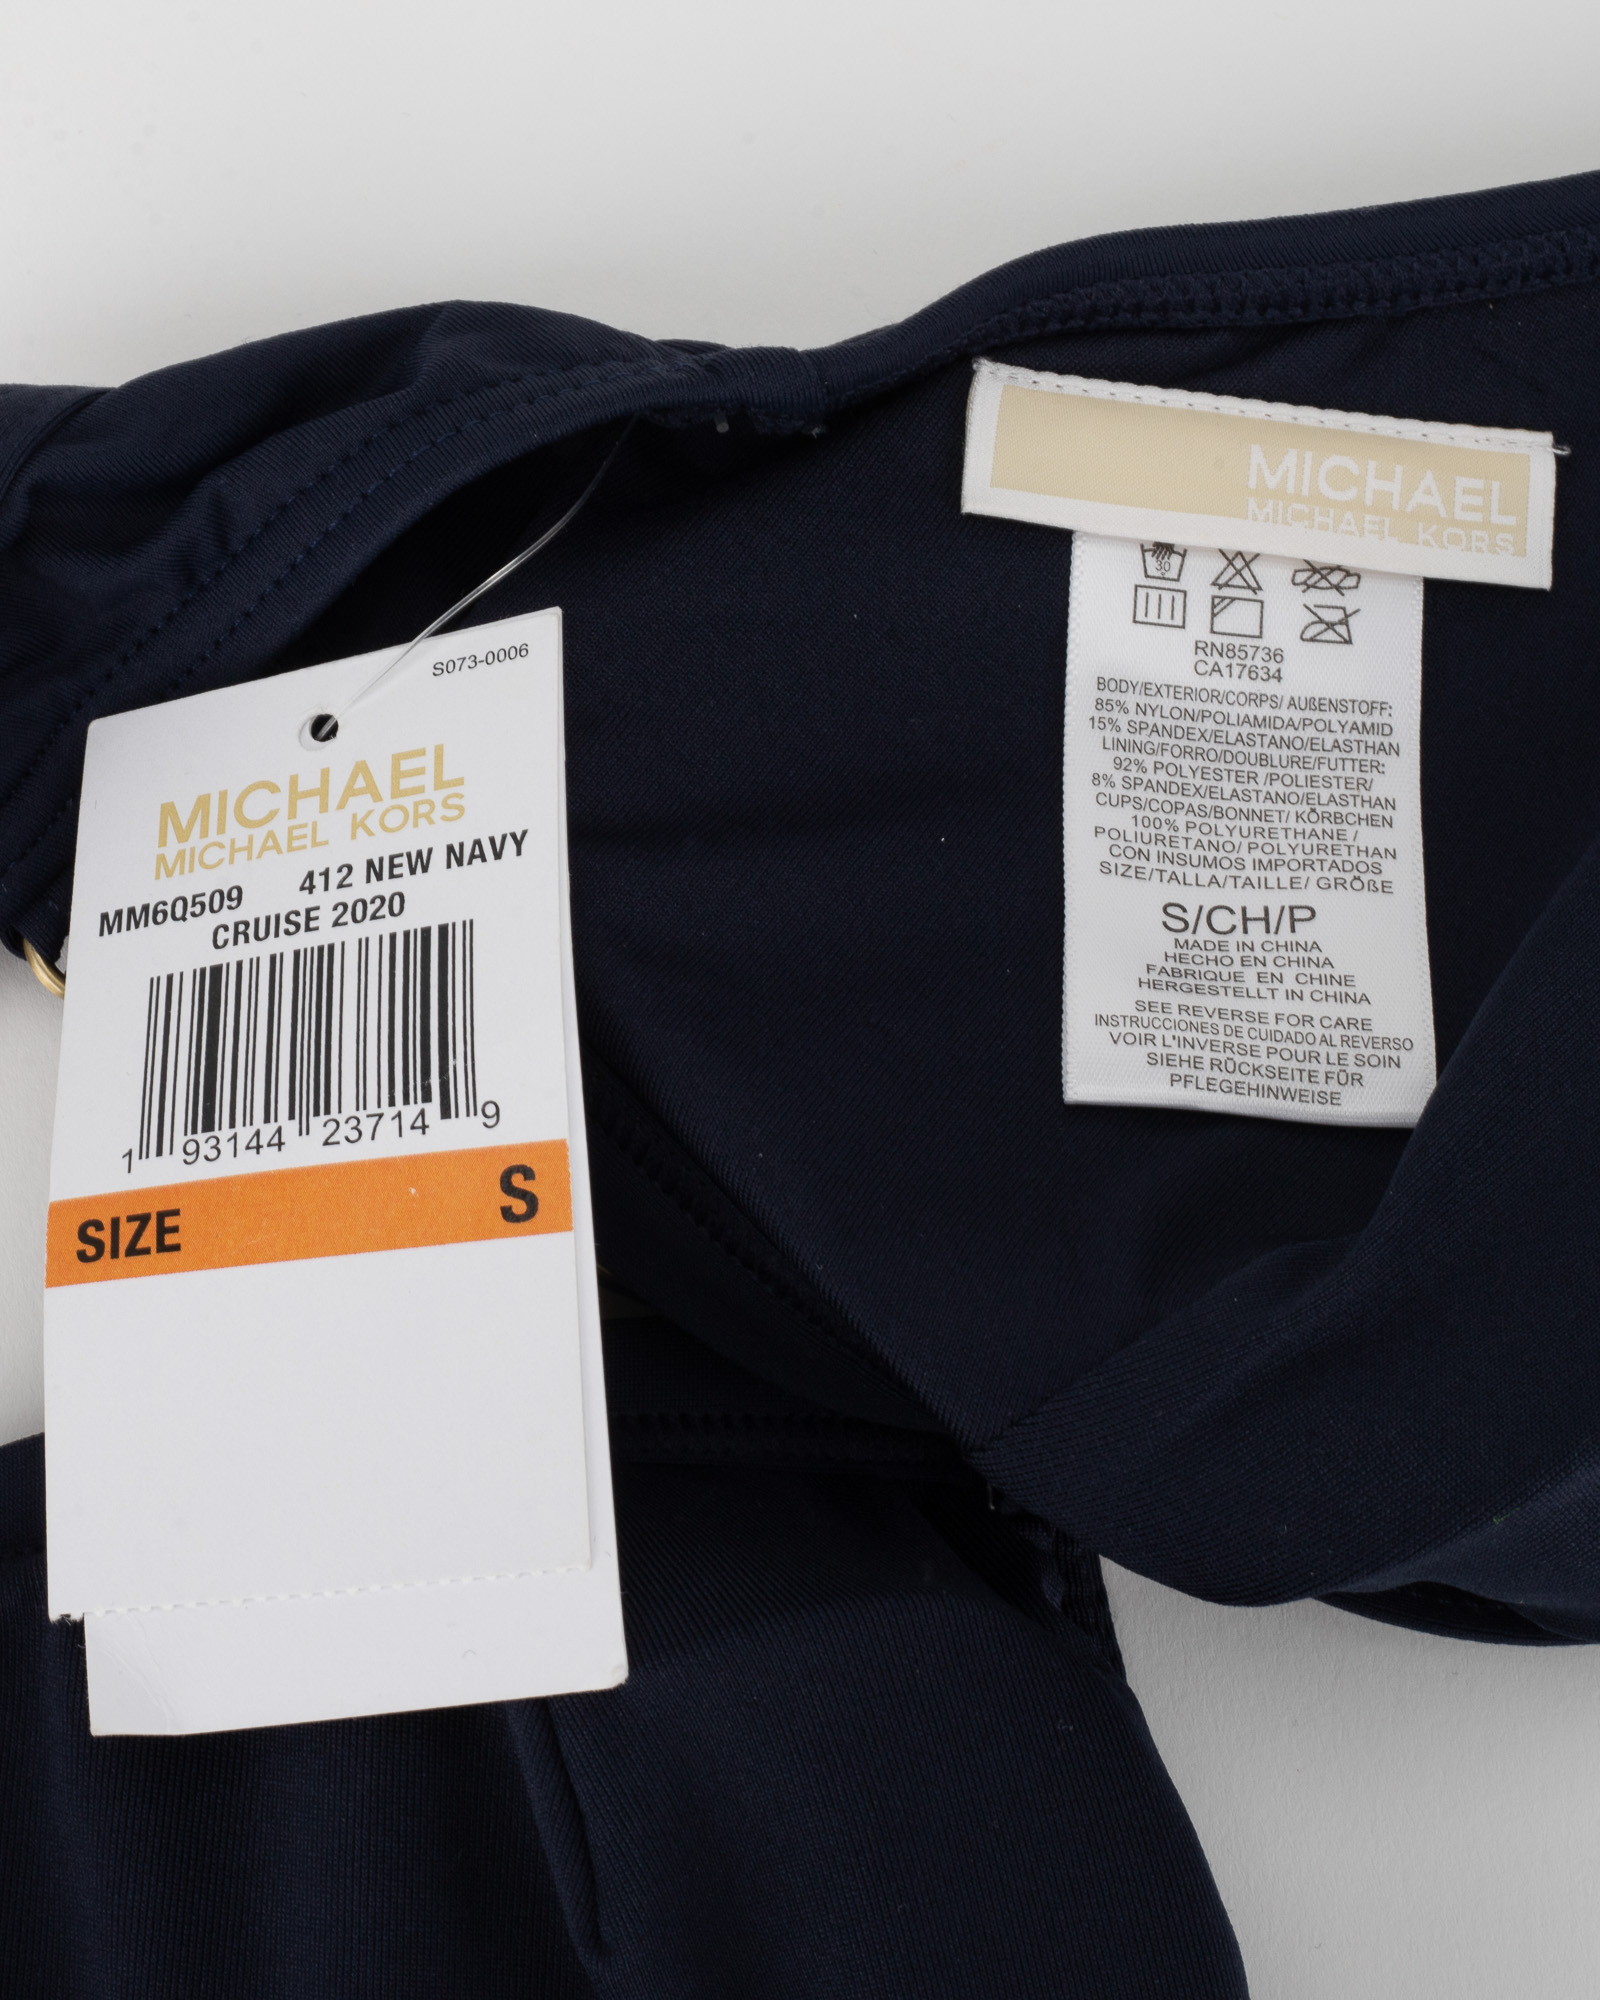 S073-0006
MICHAEL
MICHAEL KORS
MM6Q509 412 NEW NAVY
CRUISE 2020
1 93144 23714 9
SIZE S
MICHAEL
MICHAEL KORS
30
RN85736
CA17634
BODY/EXTERIOR/CORPS/ AUßENSTOFF:
85% NYLON/POLIAMIDA/POLYAMID
15% SPANDEX/ELASTANO/ELASTHAN
LINING/FORRO/DOUBLURE/FUTTER:
92% POLYESTER /POLIESTER/
8% SPANDEX/ELASTANO/ELASTHAN
CUPS/COPAS/BONNET/ KÖRBCHEN
100% POLYURETHANE /
POLIURETANO/ POLYURETHAN
CON INSUMOS IMPORTADOS
SIZE/TALLA/TAILLE/ GRÖßE
S/CH/P
MADE IN CHINA
HECHO EN CHINA
FABRIQUE EN CHINE
HERGESTELLT IN CHINA
SEE REVERSE FOR CARE
INSTRUCCIONES DE CUIDADO AL REVERSO
VOIR L'INVERSE POUR LE SOIN
SIEHE RÜCKSEITE FÜR
PFLEGEHINWEISE